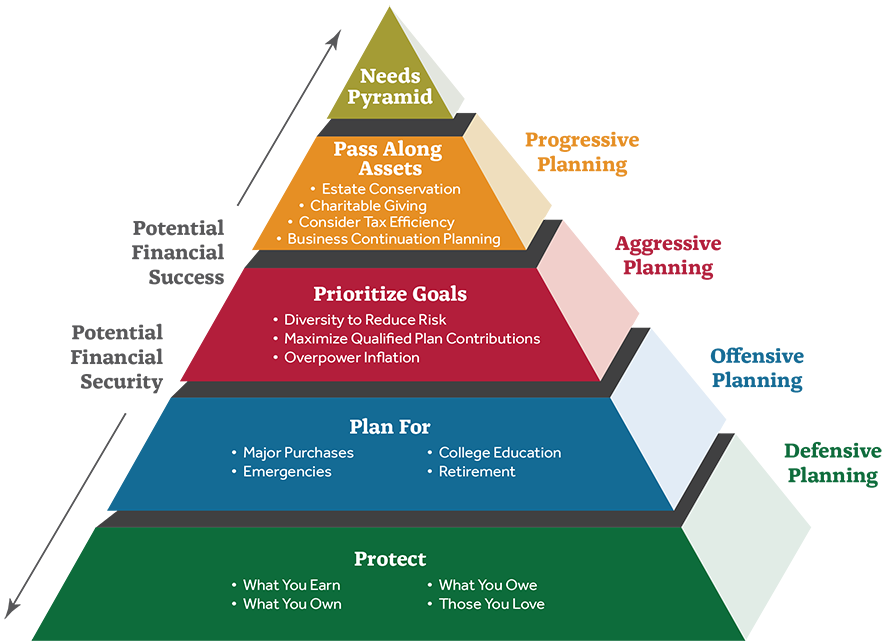 Needs
Pyramid
Progressive
Planning
Pass Along
Assets
• Estate Conservation
• Charitable Giving
• Consider Tax Efficiency
• Business Continuation Planning
Potential
Financial
Success
Aggressive
Planning
Prioritize Goals
• Diversity to Reduce Risk
• Maximize Qualified Plan Contributions
• Overpower Inflation
Potential
Financial
Security
Offensive
Planning
Plan For
• Major Purchases
• Emergencies
• College Education
• Retirement
Defensive
Planning
Protect
• What You Earn
• What You Own
• What You Owe
• Those You Love